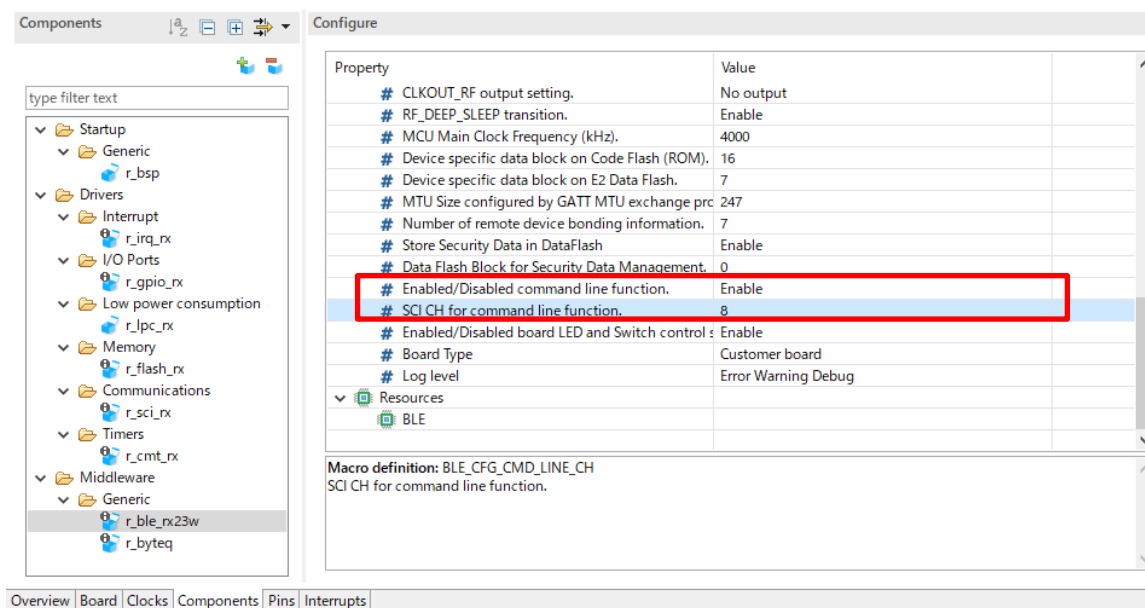 Components
Configure
type filter text
Startup
Generic
r_bsp
Drivers
Interrupt
r_irq_rx
I/O Ports
r_gpio_rx
Low power consumption
r_lpc_rx
Memory
r_flash_rx
Communications
r_sci_rx
Timers
r_cmt_rx
Middleware
Generic
r_ble_rx23w
r_byteq
Property Value
# CLKOUT_RF output setting. No output
# RF_DEEP_SLEEP transition. Enable
# MCU Main Clock Frequency (kHz). 4000
# Device specific data block on Code Flash (ROM). 16
# Device specific data block on E2 Data Flash. 7
# MTU Size configured by GATT MTU exchange prc 247
# Number of remote device bonding information. 7
# Store Security Data in DataFlash Enable
# Data Flash Block for Security Data Management. 0
# Enabled/Disabled command line function. Enable
# SCI CH for command line function. 8
# Enabled/Disabled board LED and Switch control s Enable
# Board Type Customer board
# Log level Error Warning Debug
Resources
BLE
Macro definition: BLE_CFG_CMD_LINE_CH
SCI CH for command line function.
Overview Board Clocks Components Pins Interrupts